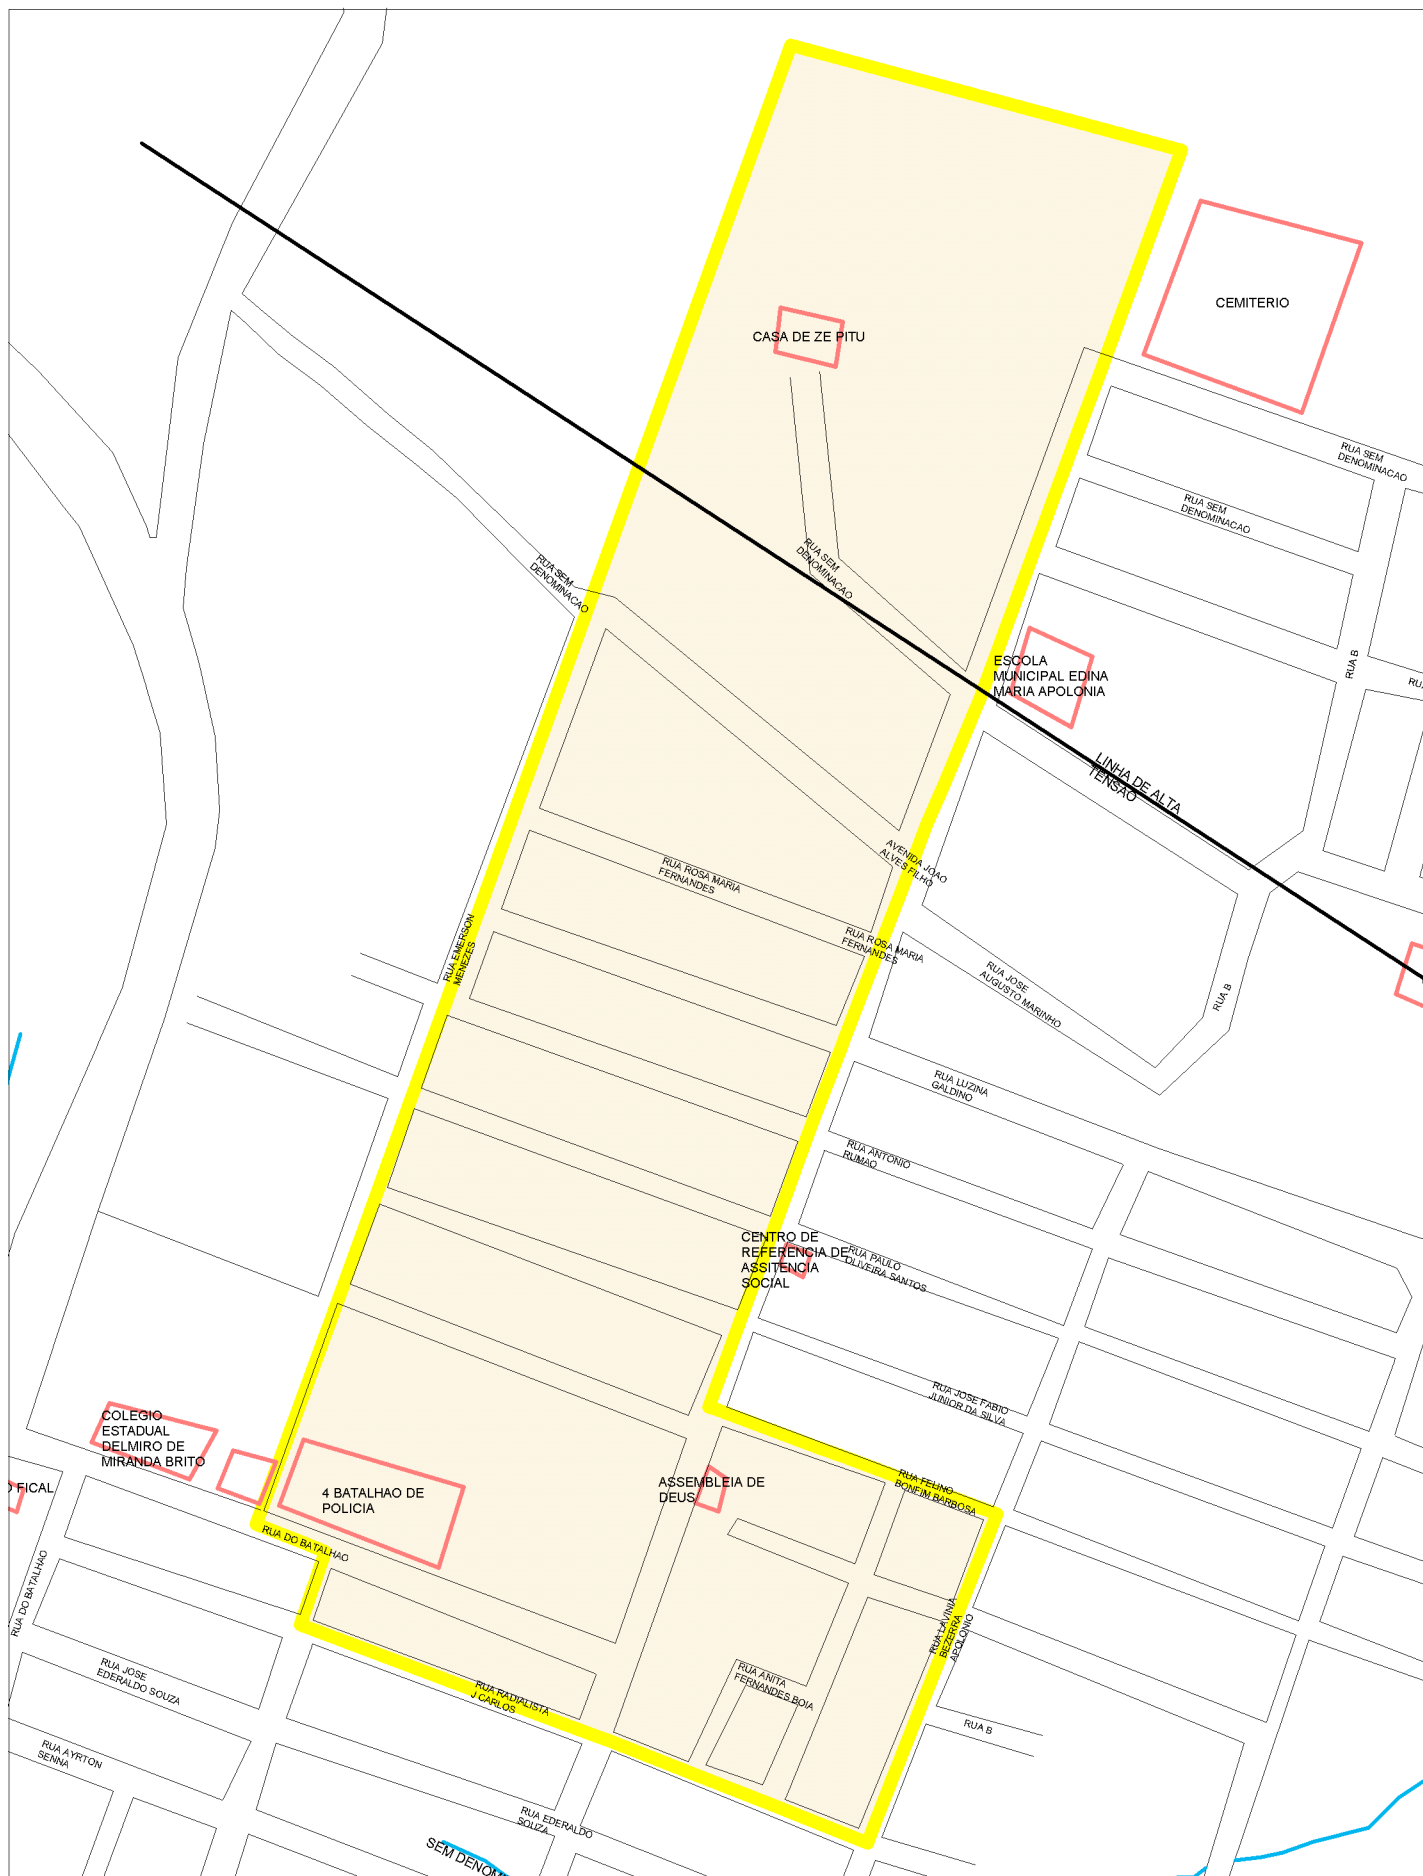 CEMITERIO
CASA DE ZE PITU
RUA SEM
DENOMINACAO
RUA SEM
DENOMINACAO
RUA SEM
DENOMINACAO
RUA SEM
DENOMINACAO
ESCOLA
MUNICIPAL EDINA
MARIA APOLONIA
RUA B
LINHA DE ALTA
TENSAO
AVENIDA JOAO
ALVES FILHO
RUA ROSA MARIA
FERNANDES
RUA ROSA MARIA
FERNANDES
RUA EMERSON
MENEZES
RUA JOSE
AUGUSTO MARINHO
RUA B
RUA LUZINA
GALDINO
RUA ANTONIO
RUMAO
CENTRO DE
REFERENCIA DE
ASSITENCIA
SOCIAL
RUA PAULO
OLIVEIRA SANTOS
RUA JOSE FABIO
JUNIOR DA SILVA
COLEGIO
ESTADUAL
DELMIRO DE
MIRANDA BRITO
O FICAL
4 BATALHAO DE
POLICIA
ASSEMBLEIA DE
DEUS
RUA FELINO
BONFIM BARBOSA
RUA DO BATALHAO
RUA DO BATALHAO
RUA LAVINIA
BEZERRA
APOLONIO
RUA JOSE
EDERALDO SOUZA
RUA ANITA
FERNANDES BOIA
RUA RADIALISTA
J CARLOS
RUA B
RUA AYRTON
SENNA
RUA EDERALDO
SOUZA